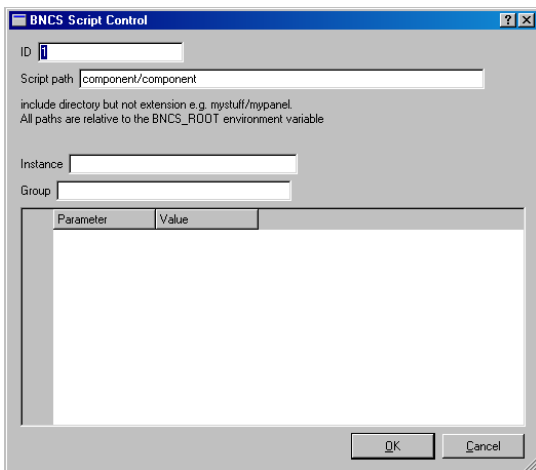 BNCS Script Control
ID 1
Script path component/component
include directory but not extension e.g. mystuff/mypanel.
All paths are relative to the BNCS_ROOT environment variable
Instance
Group
Parameter Value
OK Cancel